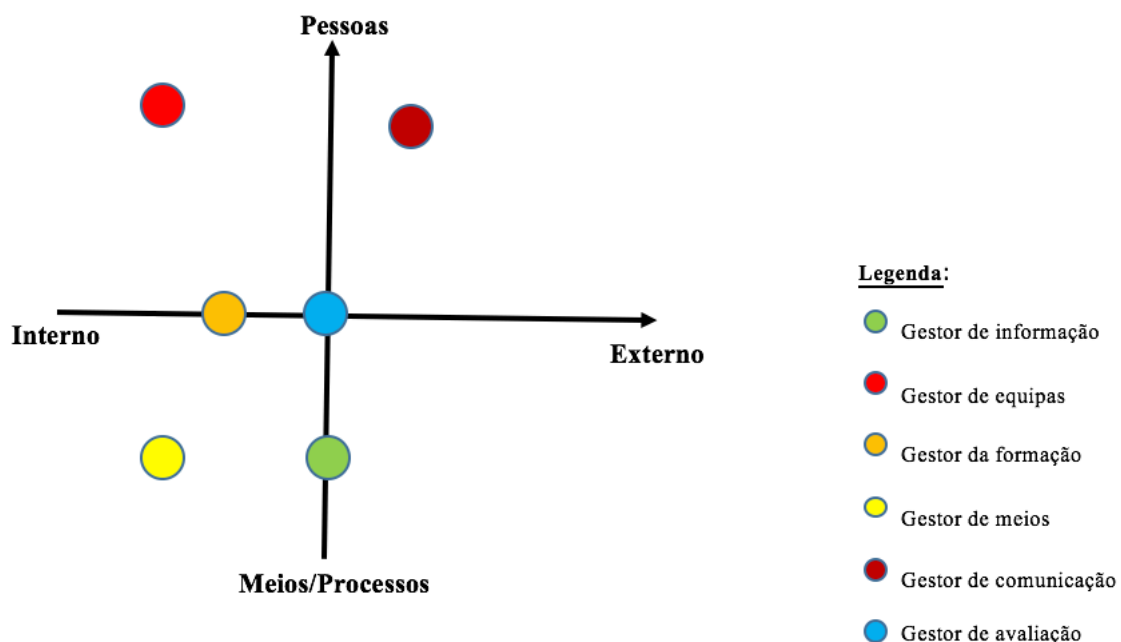 Pessoas
Interno
Externo
Meios/Processos
Legenda:
Gestor de informação
Gestor de equipas
Gestor da formação
Gestor de meios
Gestor de comunicação
Gestor de avaliação